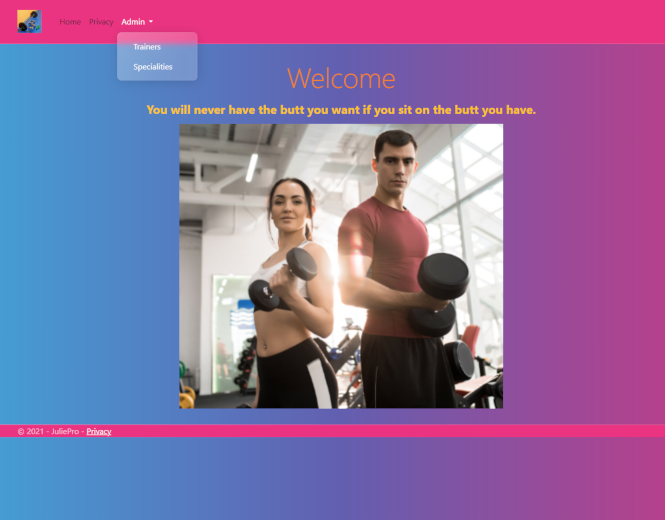 Home Privacy Admin
Trainers
Specialities
Welcome
You will never have the butt you want if you sit on the butt you have.
© 2021 - JuliePro - Privacy